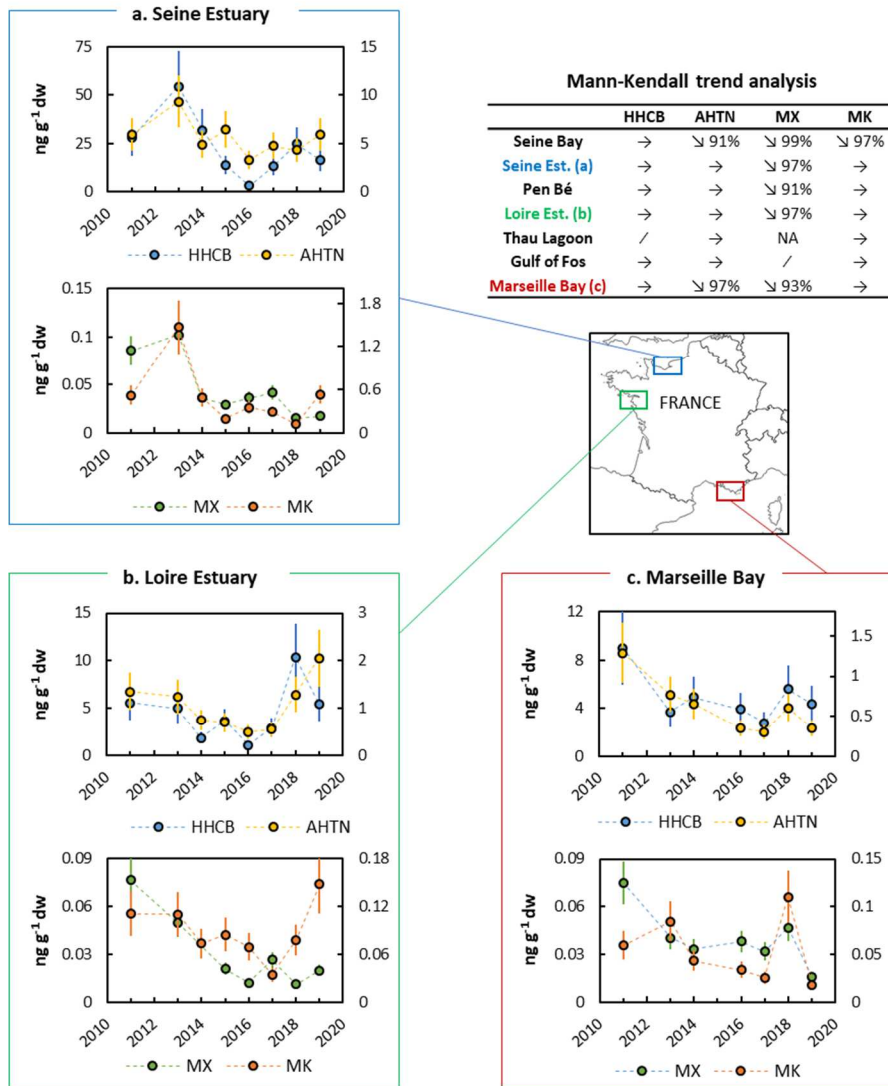 a. Seine Estuary
75
50
25
0
15
10
5
0
ng g⁻¹ dw
2010 2012 2014 2016 2018 2020
HHCB AHTN
0.15
0.1
0.05
0
1.8
1.2
0.6
0
ng g⁻¹ dw
2010 2012 2014 2016 2018 2020
MX MK
Mann-Kendall trend analysis
HHCB AHTN MX MK
Seine Bay → ↘ 91% ↘ 99% ↘ 97%
Seine Est. (a) → → ↘ 97% →
Pen Bé → → ↘ 91% →
Loire Est. (b) → → ↘ 97% →
Thau Lagoon / → NA →
Gulf of Fos → → / →
Marseille Bay (c) → ↘ 97% ↘ 93% →
FRANCE
b. Loire Estuary
15
10
5
0
3
2
1
0
ng g⁻¹ dw
2010 2012 2014 2016 2018 2020
HHCB AHTN
0.09
0.06
0.03
0
0.18
0.12
0.06
0
ng g⁻¹ dw
2010 2012 2014 2016 2018 2020
MX MK
c. Marseille Bay
12
8
4
0
1.5
1
0.5
0
ng g⁻¹ dw
2010 2012 2014 2016 2018 2020
HHCB AHTN
0.09
0.06
0.03
0
0.15
0.1
0.05
0
ng g⁻¹ dw
2010 2012 2014 2016 2018 2020
MX MK